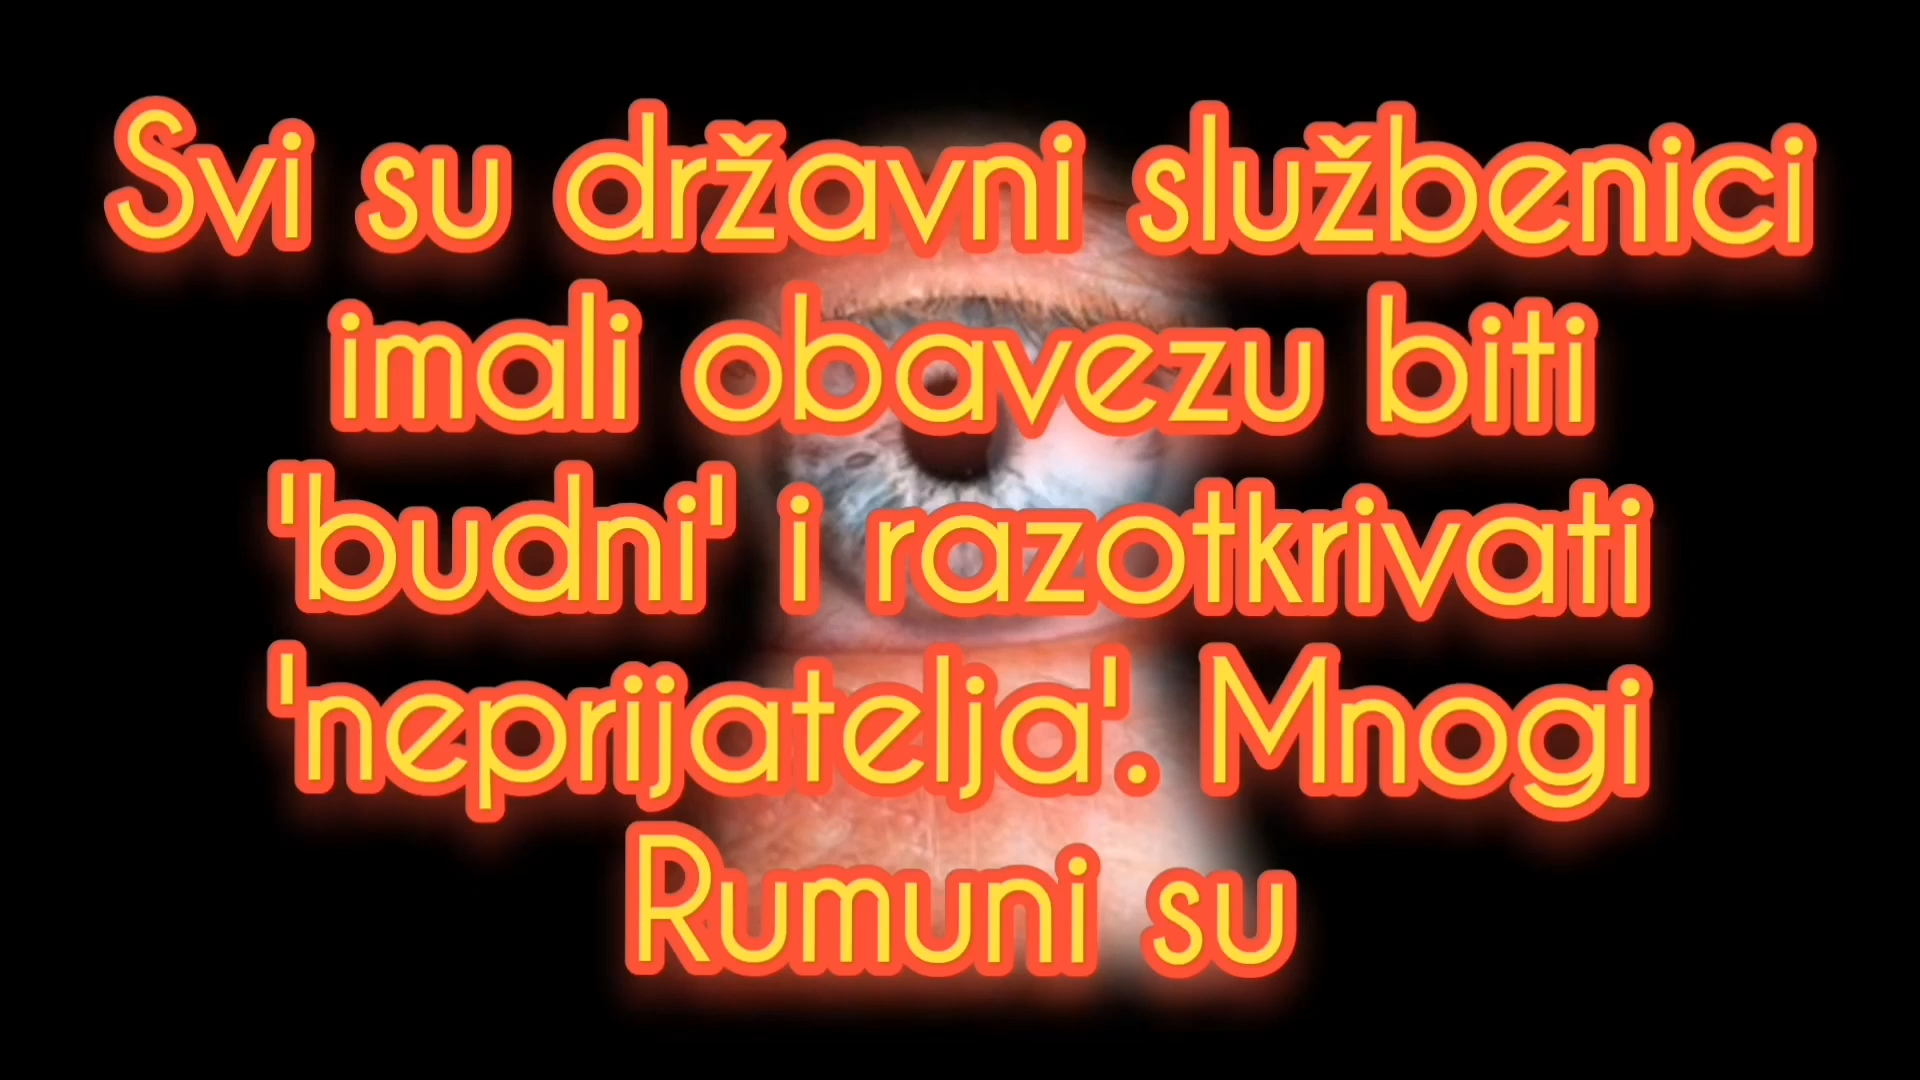 Svi su državni službenici
imali obavezu biti
'budni' i razotkrivati
'neprijatelja'. Mnogi
Rumuni su